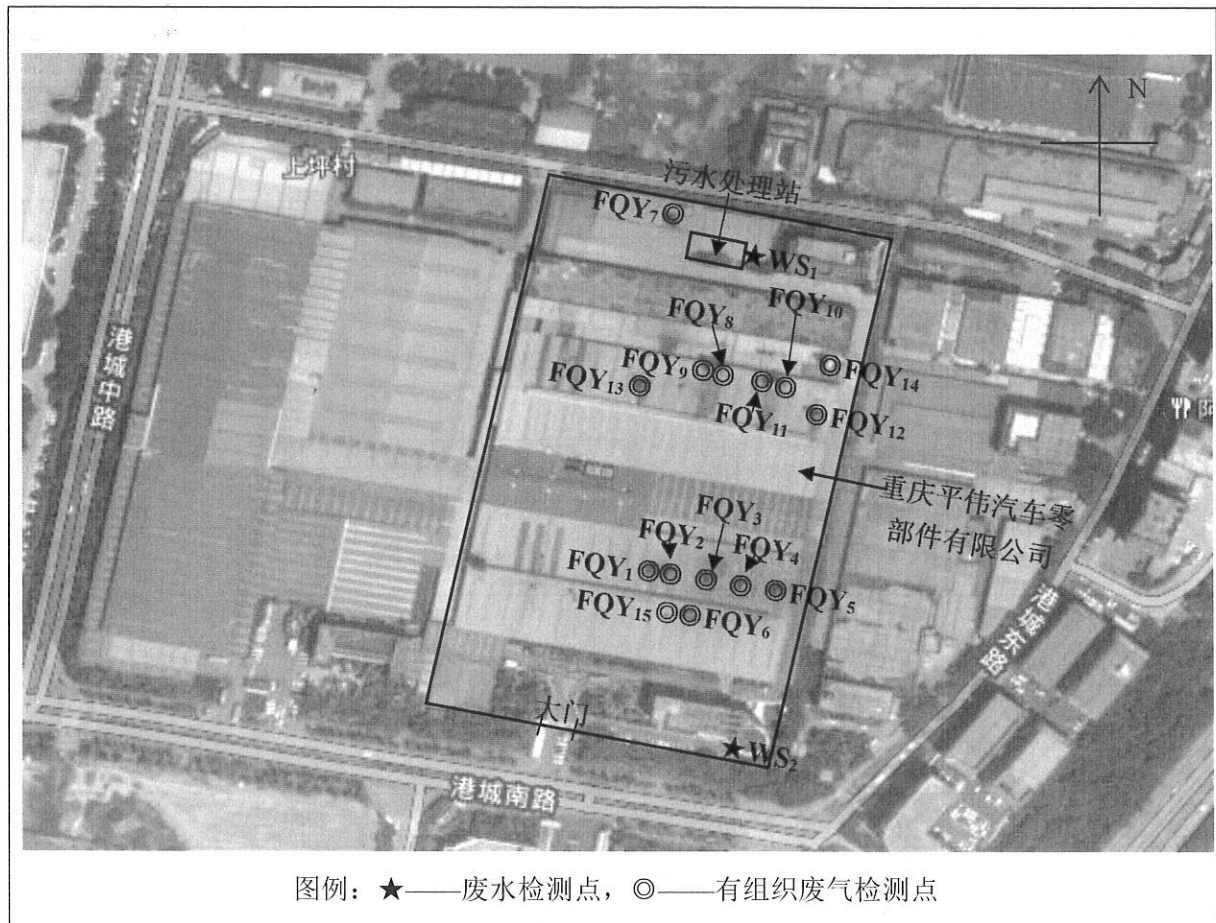 N
上坪村
污水处理站
FQY₇
★WS₁
FQY₁₀
FQY₈
港城中路
FQY₉
FQY₁₄
FQY₁₃
FQY₁₁
FQY₁₂
重庆平伟汽车零
部件有限公司
FQY₃
FQY₂
FQY₄
FQY₁
FQY₅
FQY₁₅
FQY₆
港城东路
大门
★WS₂
港城南路
图例：★——废水检测点，◎——有组织废气检测点